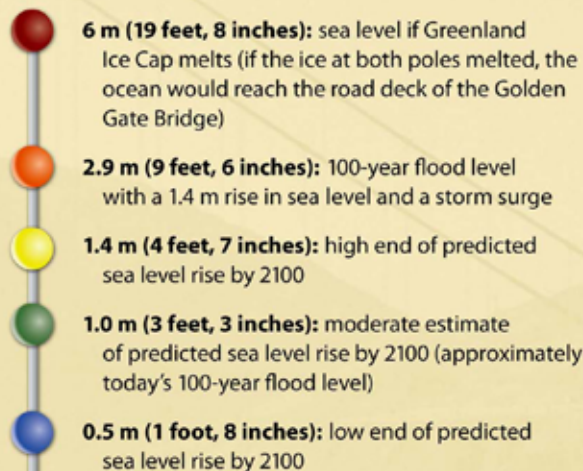 6 m (19 feet, 8 inches): sea level if Greenland
Ice Cap melts (if the ice at both poles melted, the
ocean would reach the road deck of the Golden
Gate Bridge)
2.9 m (9 feet, 6 inches): 100-year flood level
with a 1.4 m rise in sea level and a storm surge
1.4 m (4 feet, 7 inches): high end of predicted
sea level rise by 2100
1.0 m (3 feet, 3 inches): moderate estimate
of predicted sea level rise by 2100 (approximately
today's 100-year flood level)
0.5 m (1 foot, 8 inches): low end of predicted
sea level rise by 2100